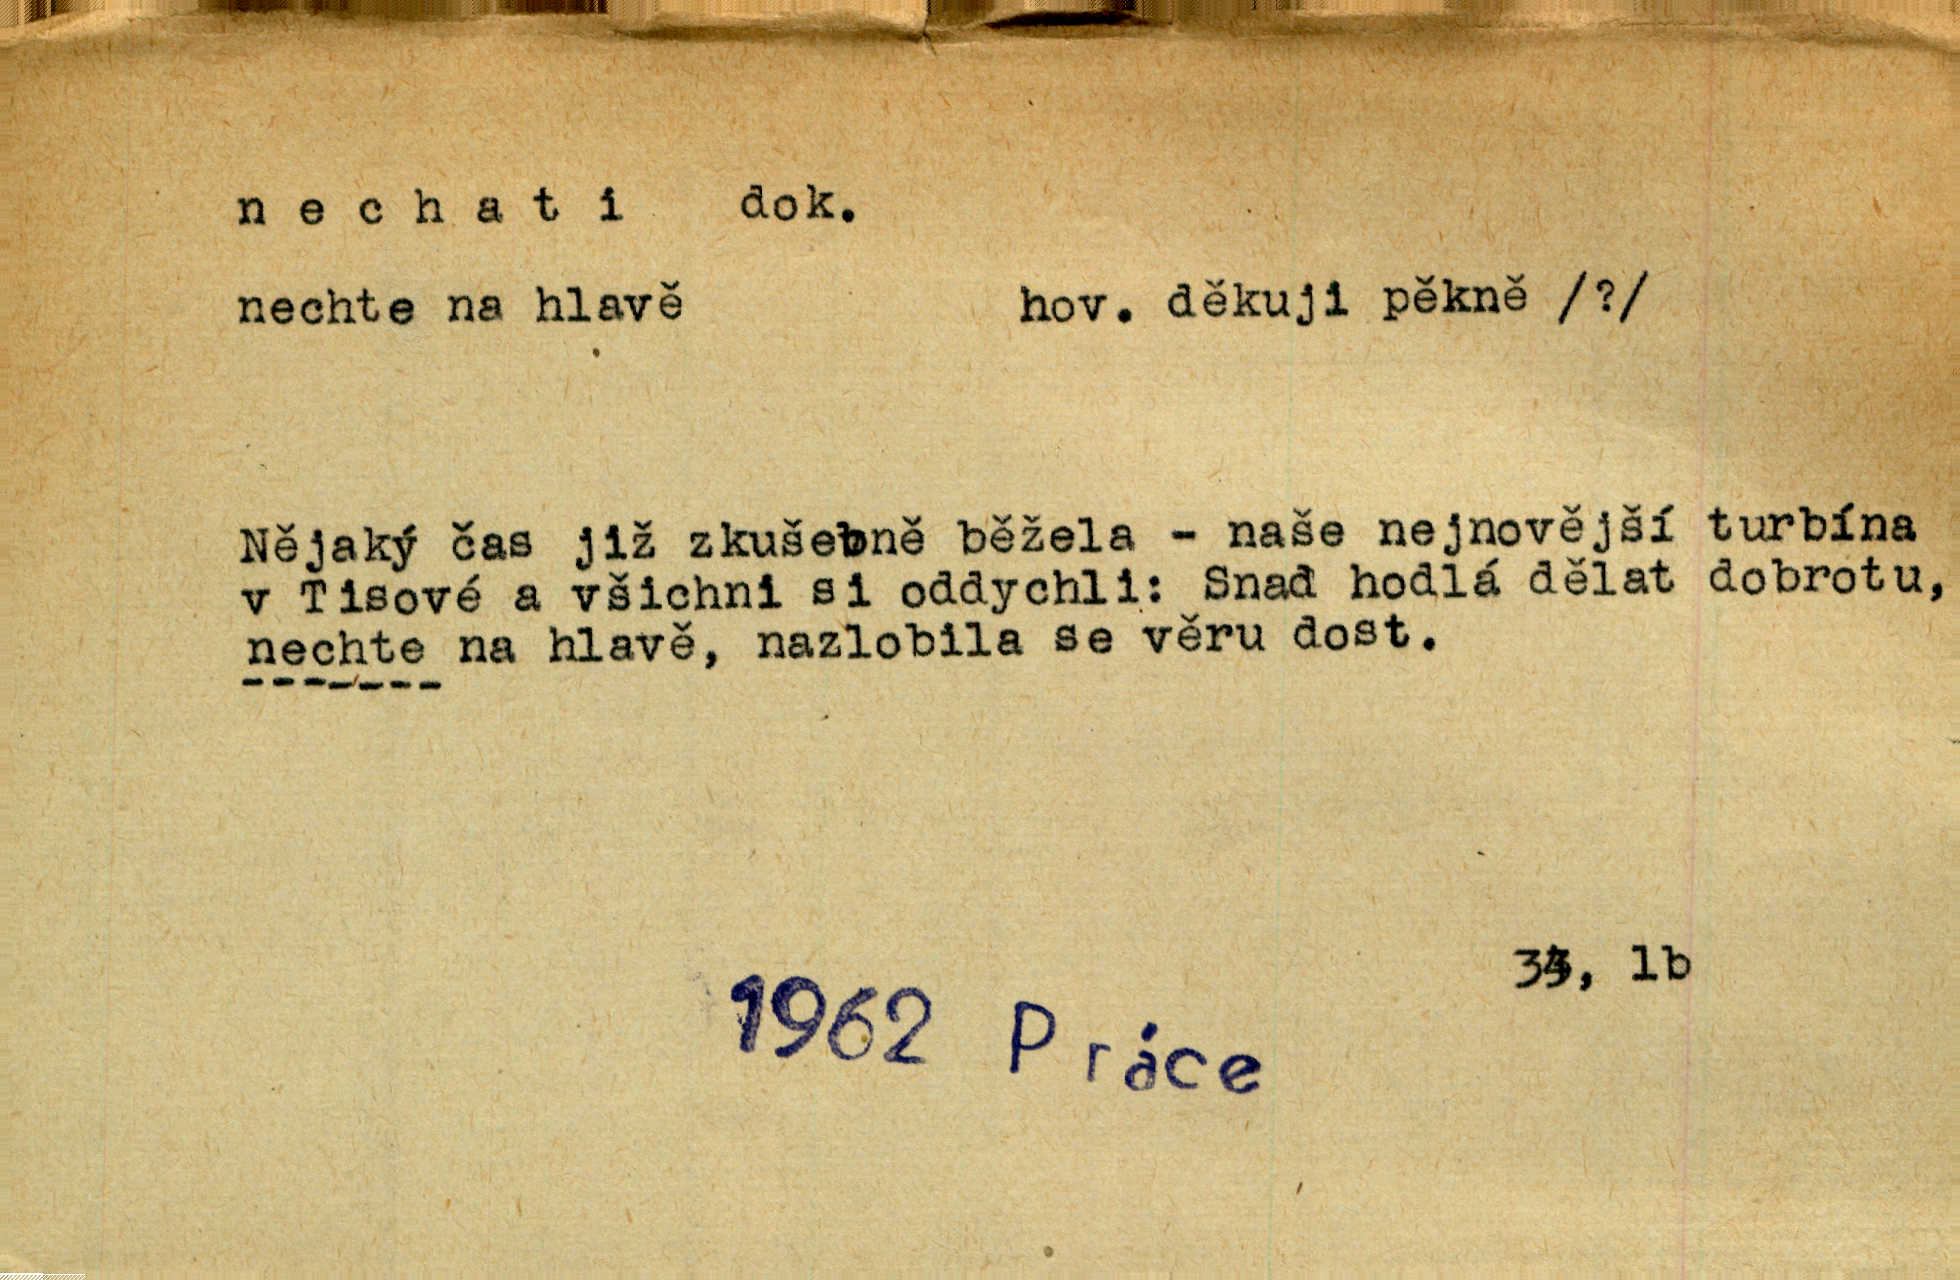 nechati dok.
nechte na hlavě hov. děkuji pěkně /?/
Nějaký čas již zkušebně běžela - naše nejnovější turbína
v Tisové a všichni si oddychli: Snad hodlá dělat dobrotu,
nechte na hlavě, nazlobila se věru dost.
lb
1962 Práce